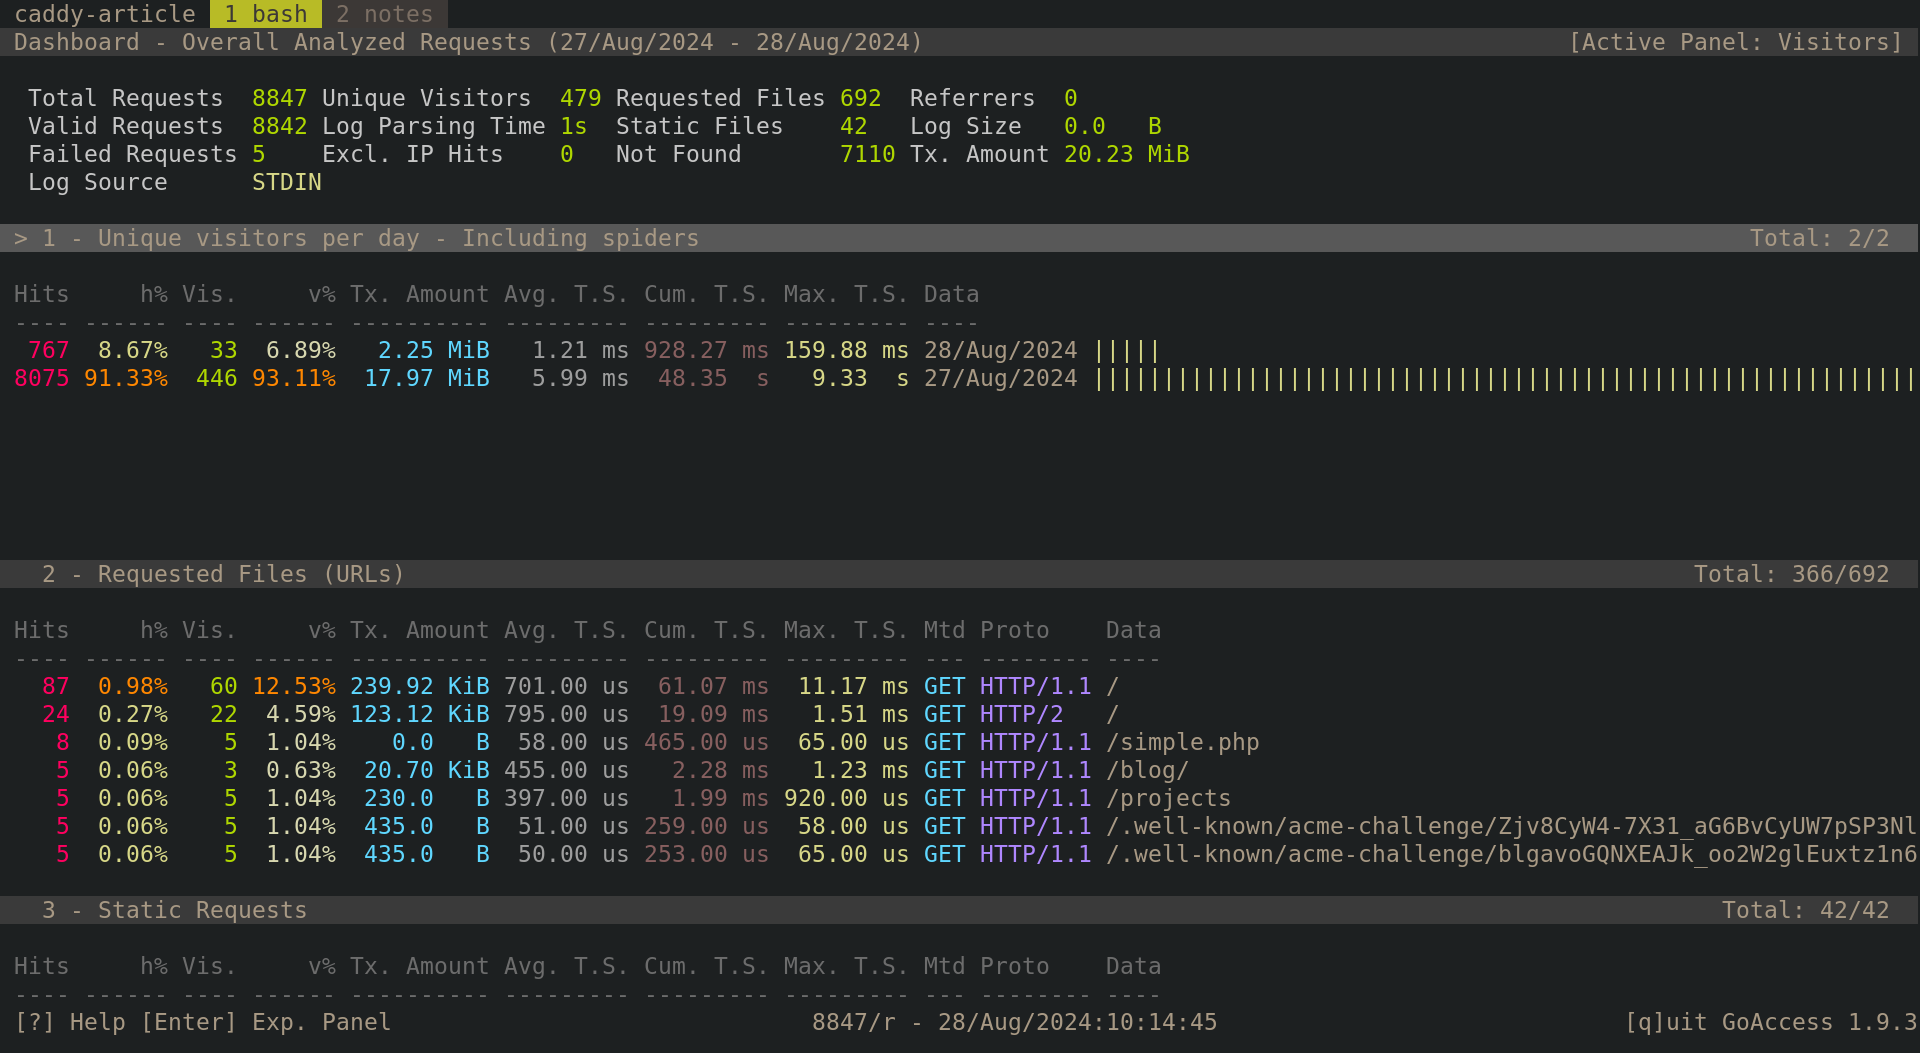 caddy-article 1 bash 2 notes
Dashboard - Overall Analyzed Requests (27/Aug/2024 - 28/Aug/2024) [Active Panel: Visitors]
Total Requests 8847 Unique Visitors 479 Requested Files 692 Referrers 0
Valid Requests 8842 Log Parsing Time 1s Static Files 42 Log Size 0.0 B
Failed Requests 5 Excl. IP Hits 0 Not Found 7110 Tx. Amount 20.23 MiB
Log Source STDIN
> 1 - Unique visitors per day - Including spiders Total: 2/2
Hits h% Vis. v% Tx. Amount Avg. T.S. Cum. T.S. Max. T.S. Data
---- ------ ---- ------ ---------- --------- --------- --------- ----
767 8.67% 33 6.89% 2.25 MiB 1.21 ms 928.27 ms 159.88 ms 28/Aug/2024 |||||
8075 91.33% 446 93.11% 17.97 MiB 5.99 ms 48.35 s 9.33 s 27/Aug/2024 |||||||||||||||||||||||||||||||||||||||||||||||||||||||||||
2 - Requested Files (URLs) Total: 366/692
Hits h% Vis. v% Tx. Amount Avg. T.S. Cum. T.S. Max. T.S. Mtd Proto Data
---- ------ ---- ------ ---------- --------- --------- --------- --- -------- ----
87 0.98% 60 12.53% 239.92 KiB 701.00 us 61.07 ms 11.17 ms GET HTTP/1.1 /
24 0.27% 22 4.59% 123.12 KiB 795.00 us 19.09 ms 1.51 ms GET HTTP/2 /
8 0.09% 5 1.04% 0.0 B 58.00 us 465.00 us 65.00 us GET HTTP/1.1 /simple.php
5 0.06% 3 0.63% 20.70 KiB 455.00 us 2.28 ms 1.23 ms GET HTTP/1.1 /blog/
5 0.06% 5 1.04% 230.0 B 397.00 us 1.99 ms 920.00 us GET HTTP/1.1 /projects
5 0.06% 5 1.04% 435.0 B 51.00 us 259.00 us 58.00 us GET HTTP/1.1 /.well-known/acme-challenge/Zjv8CyW4-7X31_aG6BvCyUW7pSP3Nl
5 0.06% 5 1.04% 435.0 B 50.00 us 253.00 us 65.00 us GET HTTP/1.1 /.well-known/acme-challenge/blgavoGQNXEAJk_oo2W2glEuxtz1n6
3 - Static Requests Total: 42/42
Hits h% Vis. v% Tx. Amount Avg. T.S. Cum. T.S. Max. T.S. Mtd Proto Data
---- ------ ---- ------ ---------- --------- --------- --------- --- -------- ----
[?] Help [Enter] Exp. Panel 8847/r - 28/Aug/2024:10:14:45 [q]uit GoAccess 1.9.3